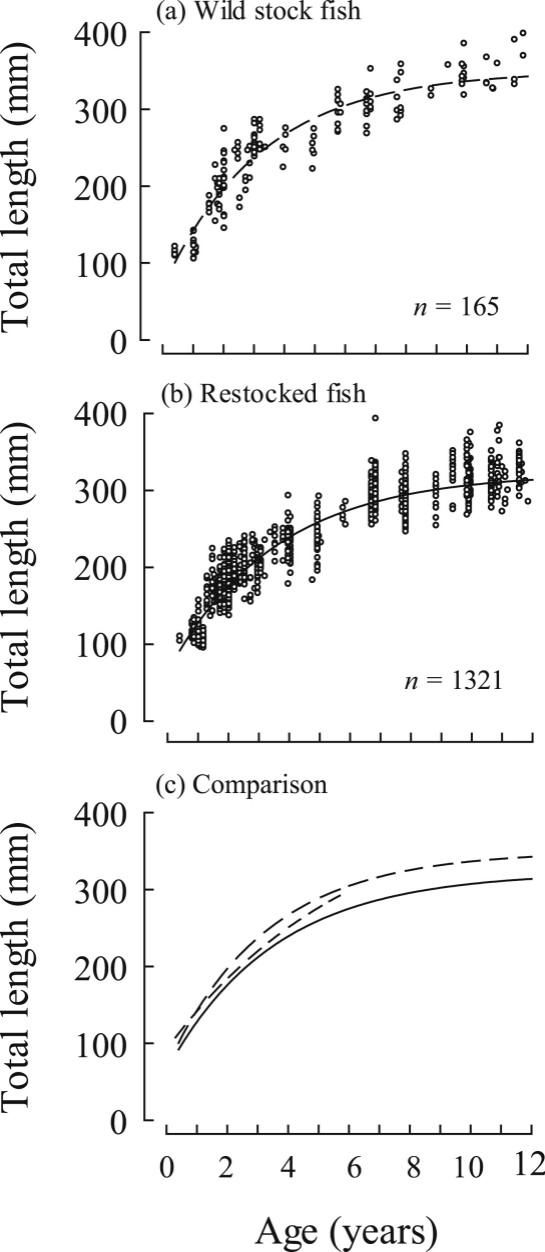 (a) Wild stock fish
400
300
200
100
0
Total length (mm)
n = 165
(b) Restocked fish
400
300
200
100
0
Total length (mm)
n = 1321
(c) Comparison
400
300
200
100
0
Total length (mm)
0 2 4 6 8 10 12
Age (years)